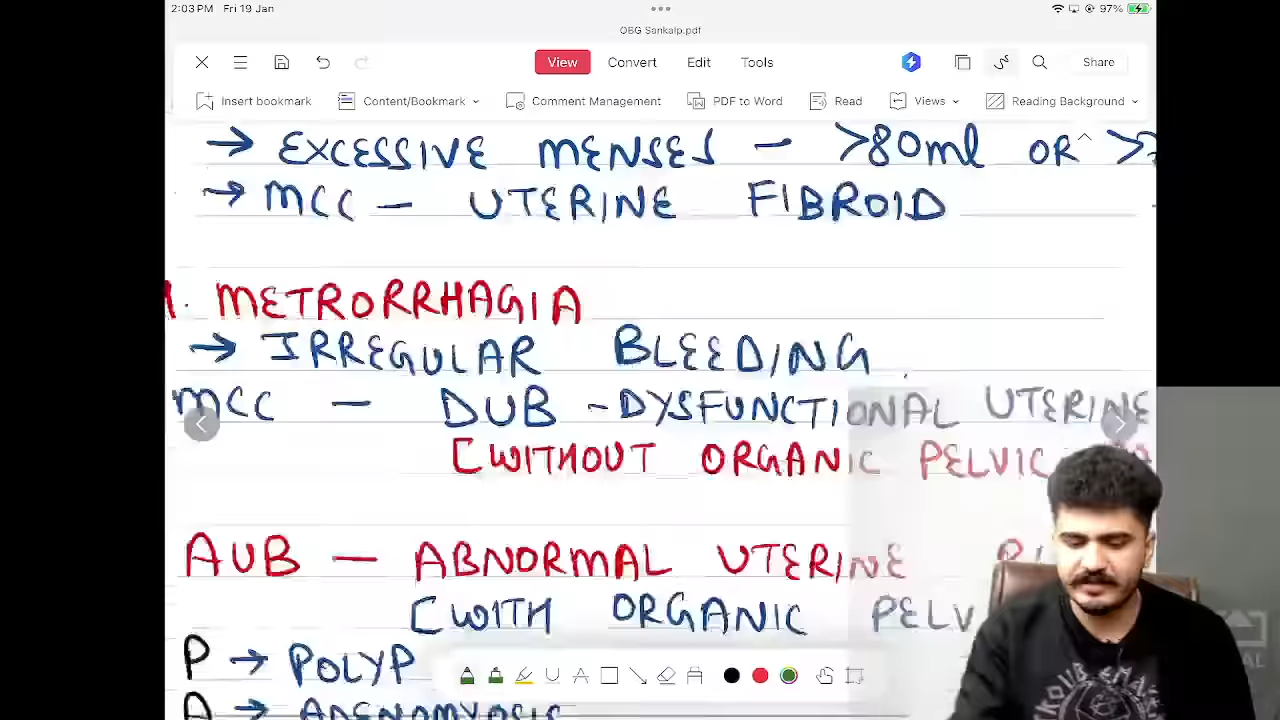 2:03 PM Fri 19 Jan
97%
OBG Sankalp.pdf
View Convert Edit Tools Share
Insert bookmark Content/Bookmark Comment Management PDF to Word Read Views Reading Background
→ EXCESSIVE MENSES - >80ml OR >
→ MCC - UTERINE FIBROID
. METRORRHAGIA
→ IRREGULAR BLEEDING
MCC - DUB - DYSFUNCTIONAL UTERINE
[WITHOUT ORGANIC PELVIC
AUB - ABNORMAL UTERINE
[WITH ORGANIC PELV
P → POLYP
A → ADENOMYOSIS